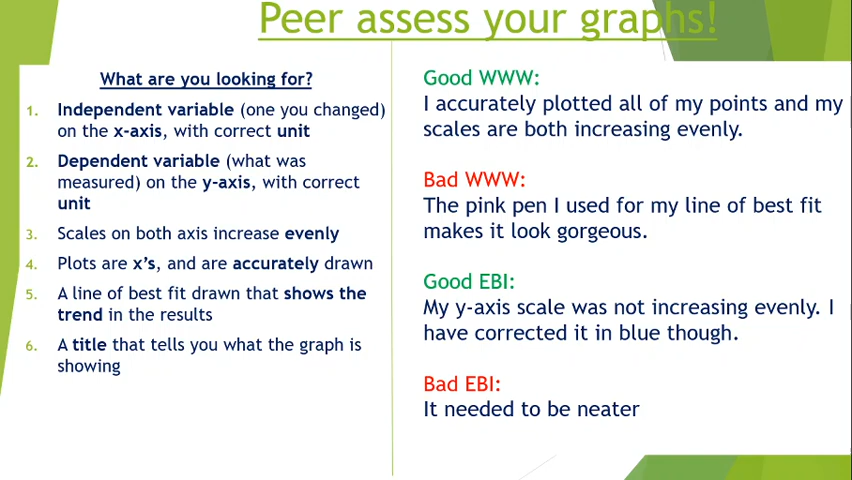 Peer assess your graphs!
What are you looking for?
1. Independent variable (one you changed)
on the x-axis, with correct unit
2. Dependent variable (what was
measured) on the y-axis, with correct
unit
3. Scales on both axis increase evenly
4. Plots are x’s, and are accurately drawn
5. A line of best fit drawn that shows the
trend in the results
6. A title that tells you what the graph is
showing
Good WWW:
I accurately plotted all of my points and my
scales are both increasing evenly.
Bad WWW:
The pink pen I used for my line of best fit
makes it look gorgeous.
Good EBI:
My y-axis scale was not increasing evenly. I
have corrected it in blue though.
Bad EBI:
It needed to be neater